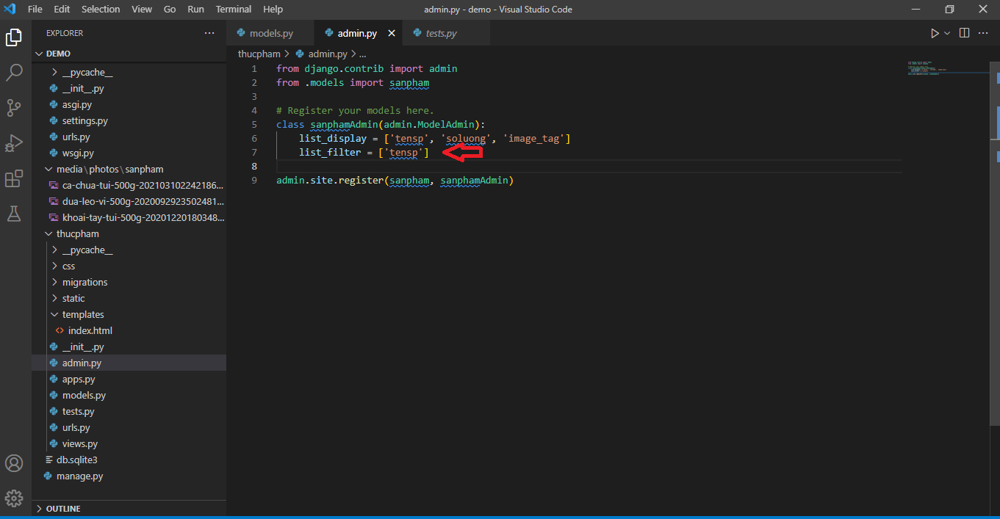 File Edit Selection View Go Run Terminal Help admin.py - demo - Visual Studio Code
EXPLORER
DEMO
__pycache__
__init__.py
asgi.py
settings.py
urls.py
wsgi.py
media\photos\sanpham
ca-chua-tui-500g-202103102242186...
dua-leo-vi-500g-2020092923502481...
khoai-tay-tui-500g-20201220180348...
thucpham
__pycache__
css
migrations
static
templates
index.html
__init__.py
admin.py
apps.py
models.py
tests.py
urls.py
views.py
db.sqlite3
manage.py
OUTLINE
models.py admin.py tests.py
thucpham > admin.py > ...
1 from django.contrib import admin
2 from .models import sanpham
3
4 # Register your models here.
5 class sanphamAdmin(admin.ModelAdmin):
6 list_display = ['tensp', 'soluong', 'image_tag']
7 list_filter = ['tensp']
8
9 admin.site.register(sanpham, sanphamAdmin)